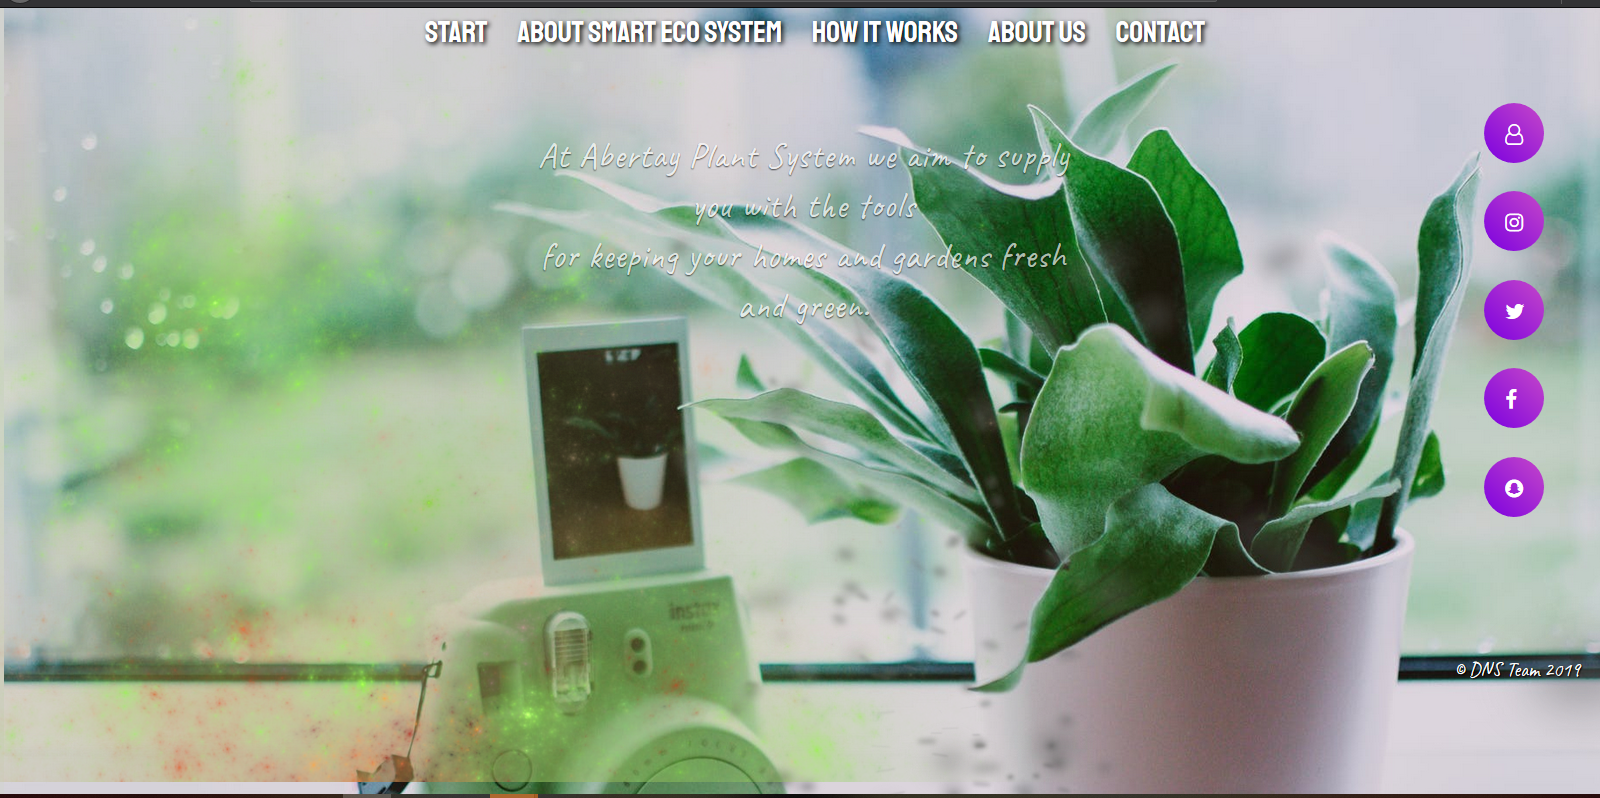 START ABOUT SMART ECO SYSTEM HOW IT WORKS ABOUT US CONTACT
At Abertay Plant System we aim to supply
you with the tools
for keeping your homes and gardens fresh
and green.
instax
© DNS Team 2019